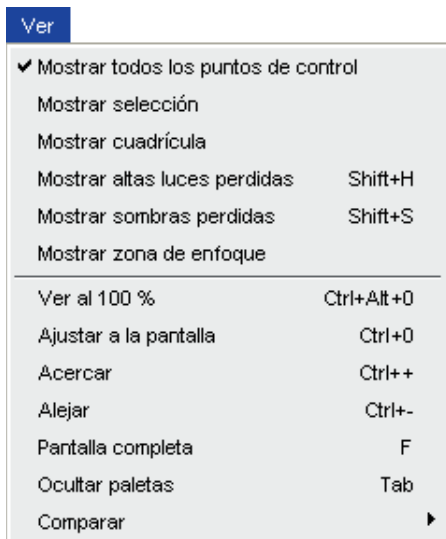 Ver
✔ Mostrar todos los puntos de control
Mostrar selección
Mostrar cuadrícula
Mostrar altas luces perdidas Shift+H
Mostrar sombras perdidas Shift+S
Mostrar zona de enfoque
Ver al 100 % Ctrl+Alt+0
Ajustar a la pantalla Ctrl+0
Acercar Ctrl++
Alejar Ctrl+-
Pantalla completa F
Ocultar paletas Tab
Comparar